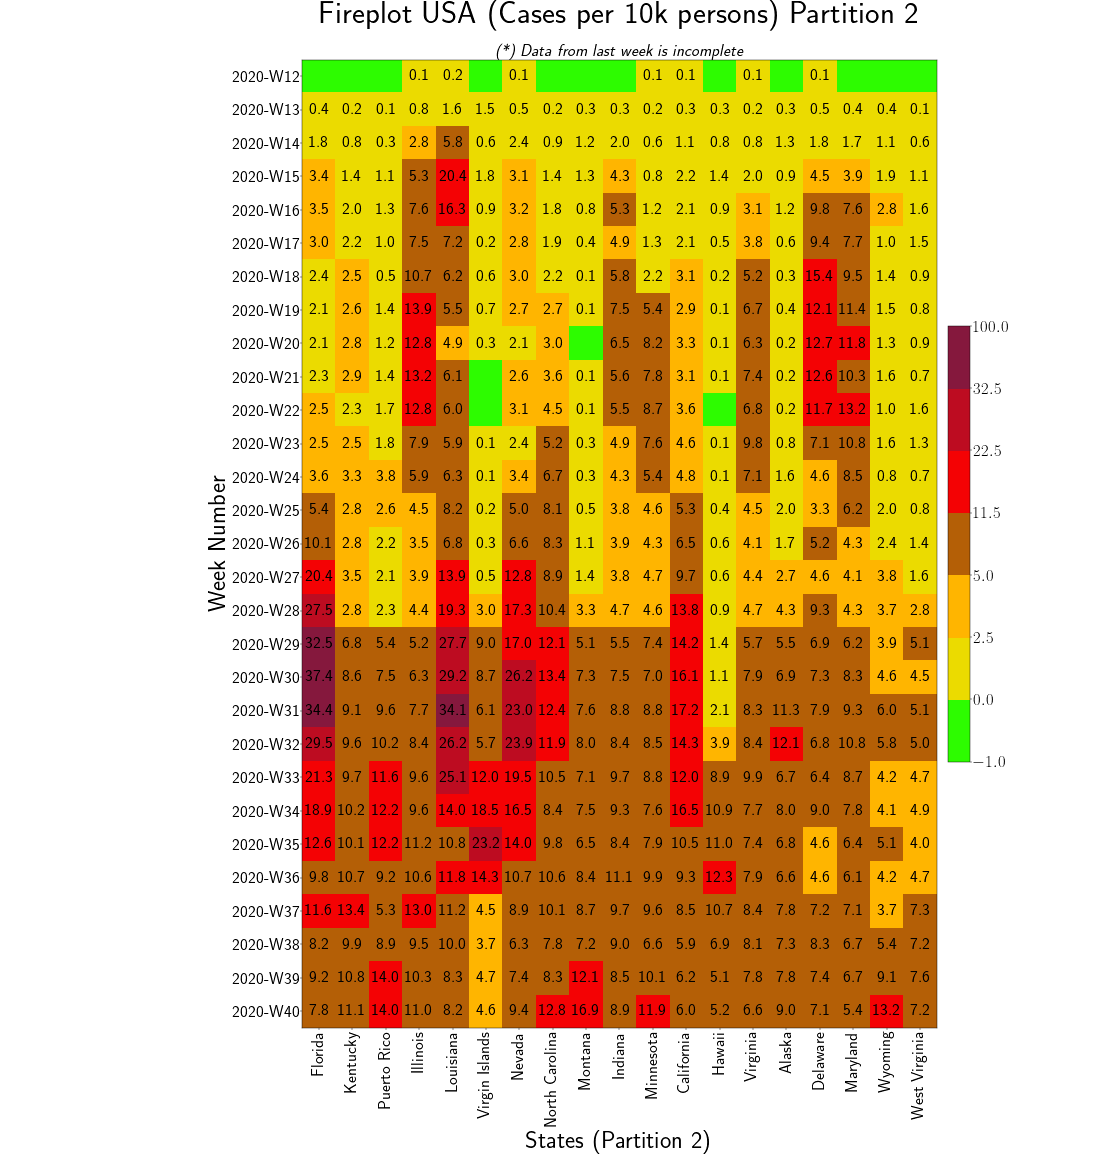 Fireplot USA (Cases per 10k persons) Partition 2
(*) Data from last week is incomplete
2020-W12 0.1 0.2 0.1 0.1 0.1 0.1 0.1
2020-W13 0.4 0.2 0.1 0.8 1.6 1.5 0.5 0.2 0.3 0.3 0.2 0.3 0.3 0.2 0.3 0.5 0.4 0.4 0.1
2020-W14 1.8 0.8 0.3 2.8 5.8 0.6 2.4 0.9 1.2 2.0 0.6 1.1 0.8 0.8 1.3 1.8 1.7 1.1 0.6
2020-W15 3.4 1.4 1.1 5.3 20.4 1.8 3.1 1.4 1.3 4.3 0.8 2.2 1.4 2.0 0.9 4.5 3.9 1.9 1.1
2020-W16 3.5 2.0 1.3 7.6 16.3 0.9 3.2 1.8 0.8 5.3 1.2 2.1 0.9 3.1 1.2 9.8 7.6 2.8 1.6
2020-W17 3.0 2.2 1.0 7.5 7.2 0.2 2.8 1.9 0.4 4.9 1.3 2.1 0.5 3.8 0.6 9.4 7.7 1.0 1.5
2020-W18 2.4 2.5 0.5 10.7 6.2 0.6 3.0 2.2 0.1 5.8 2.2 3.1 0.2 5.2 0.3 15.4 9.5 1.4 0.9
2020-W19 2.1 2.6 1.4 13.9 5.5 0.7 2.7 2.7 0.1 7.5 5.4 2.9 0.1 6.7 0.4 12.1 11.4 1.5 0.8
2020-W20 2.1 2.8 1.2 12.8 4.9 0.3 2.1 3.0 6.5 8.2 3.3 0.1 6.3 0.2 12.7 11.8 1.3 0.9
2020-W21 2.3 2.9 1.4 13.2 6.1 2.6 3.6 0.1 5.6 7.8 3.1 0.1 7.4 0.2 12.6 10.3 1.6 0.7
2020-W22 2.5 2.3 1.7 12.8 6.0 3.1 4.5 0.1 5.5 8.7 3.6 6.8 0.2 11.7 13.2 1.0 1.6
2020-W23 2.5 2.5 1.8 7.9 5.9 0.1 2.4 5.2 0.3 4.9 7.6 4.6 0.1 9.8 0.8 7.1 10.8 1.6 1.3
2020-W24 3.6 3.3 3.8 5.9 6.3 0.1 3.4 6.7 0.3 4.3 5.4 4.8 0.1 7.1 1.6 4.6 8.5 0.8 0.7
2020-W25 5.4 2.8 2.6 4.5 8.2 0.2 5.0 8.1 0.5 3.8 4.6 5.3 0.4 4.5 2.0 3.3 6.2 2.0 0.8
2020-W26 10.1 2.8 2.2 3.5 6.8 0.3 6.6 8.3 1.1 3.9 4.3 6.5 0.6 4.1 1.7 5.2 4.3 2.4 1.4
2020-W27 20.4 3.5 2.1 3.9 13.9 0.5 12.8 8.9 1.4 3.8 4.7 9.7 0.6 4.4 2.7 4.6 4.1 3.8 1.6
2020-W28 27.5 2.8 2.3 4.4 19.3 3.0 17.3 10.4 3.3 4.7 4.6 13.8 0.9 4.7 4.3 9.3 4.3 3.7 2.8
2020-W29 32.5 6.8 5.4 5.2 27.7 9.0 17.0 12.1 5.1 5.5 7.4 14.2 1.4 5.7 5.5 6.9 6.2 3.9 5.1
2020-W30 37.4 8.6 7.5 6.3 29.2 8.7 26.2 13.4 7.3 7.5 7.0 16.1 1.1 7.9 6.9 7.3 8.3 4.6 4.5
2020-W31 34.4 9.1 9.6 7.7 34.1 6.1 23.0 12.4 7.6 8.8 8.8 17.2 2.1 8.3 11.3 7.9 9.3 6.0 5.1
2020-W32 29.5 9.6 10.2 8.4 26.2 5.7 23.9 11.9 8.0 8.4 8.5 14.3 3.9 8.4 12.1 6.8 10.8 5.8 5.0
2020-W33 21.3 9.7 11.6 9.6 25.1 12.0 19.5 10.5 7.1 9.7 8.8 12.0 8.9 9.9 6.7 6.4 8.7 4.2 4.7
2020-W34 18.9 10.2 12.2 9.6 14.0 18.5 16.5 8.4 7.5 9.3 7.6 16.5 10.9 7.7 8.0 9.0 7.8 4.1 4.9
2020-W35 12.6 10.1 12.2 11.2 10.8 23.2 14.0 9.8 6.5 8.4 7.9 10.5 11.0 7.4 6.8 4.6 6.4 5.1 4.0
2020-W36 9.8 10.7 9.2 10.6 11.8 14.3 10.7 10.6 8.4 11.1 9.9 9.3 12.3 7.9 6.6 4.6 6.1 4.2 4.7
2020-W37 11.6 13.4 5.3 13.0 11.2 4.5 8.9 10.1 8.7 9.7 9.6 8.5 10.7 8.4 7.8 7.2 7.1 3.7 7.3
2020-W38 8.2 9.9 8.9 9.5 10.0 3.7 6.3 7.8 7.2 9.0 6.6 5.9 6.9 8.1 7.3 8.3 6.7 5.4 7.2
2020-W39 9.2 10.8 14.0 10.3 8.3 4.7 7.4 8.3 12.1 8.5 10.1 6.2 5.1 7.8 7.8 7.4 6.7 9.1 7.6
2020-W40 7.8 11.1 14.0 11.0 8.2 4.6 9.4 12.8 16.9 8.9 11.9 6.0 5.2 6.6 9.0 7.1 5.4 13.2 7.2
Week Number
Florida
Kentucky
Puerto Rico
Illinois
Louisiana
Virgin Islands
Nevada
North Carolina
Montana
Indiana
Minnesota
California
Hawaii
Virginia
Alaska
Delaware
Maryland
Wyoming
West Virginia
States (Partition 2)
100.0
32.5
22.5
11.5
5.0
2.5
0.0
−1.0